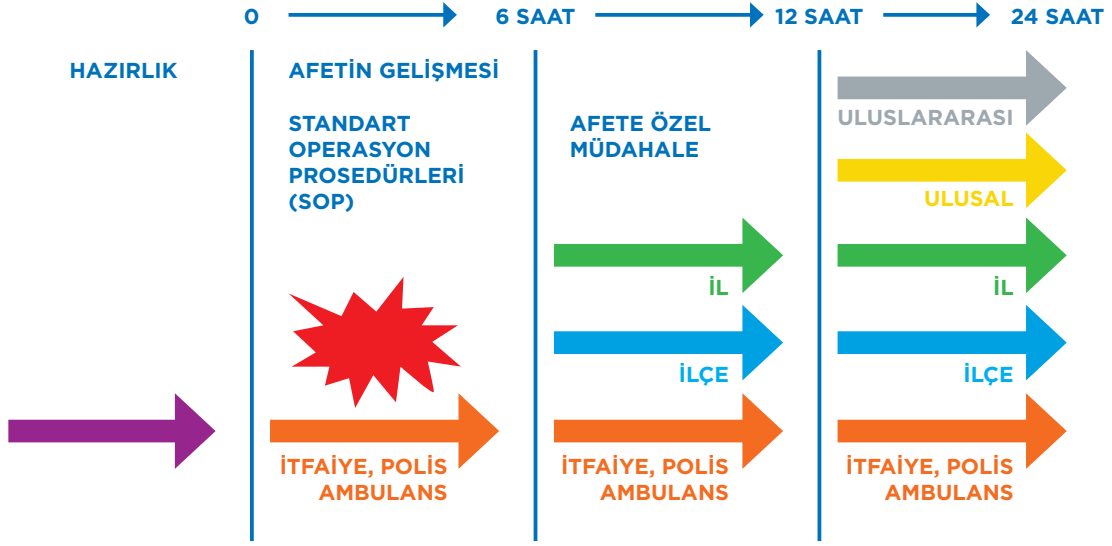 0
6 SAAT
12 SAAT
24 SAAT
HAZIRLIK
AFETİN GELİŞMESİ
STANDART
OPERASYON
PROSEDÜRLERİ
(SOP)
İTFAİYE, POLİS
AMBULANS
AFETE ÖZEL
MÜDAHALE
İL
İLÇE
İTFAİYE, POLİS
AMBULANS
ULUSLARARASI
ULUSAL
İL
İLÇE
İTFAİYE, POLİS
AMBULANS